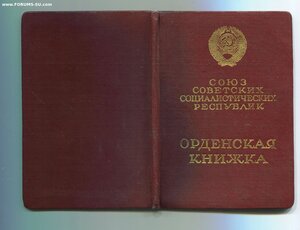 www.FORUMS-SU.com
СОЮЗ
СОВЕТСКИХ
СОЦИАЛИСТИЧЕСКИХ
РЕСПУБЛИК
ОРДЕНСКАЯ
КНИЖКА